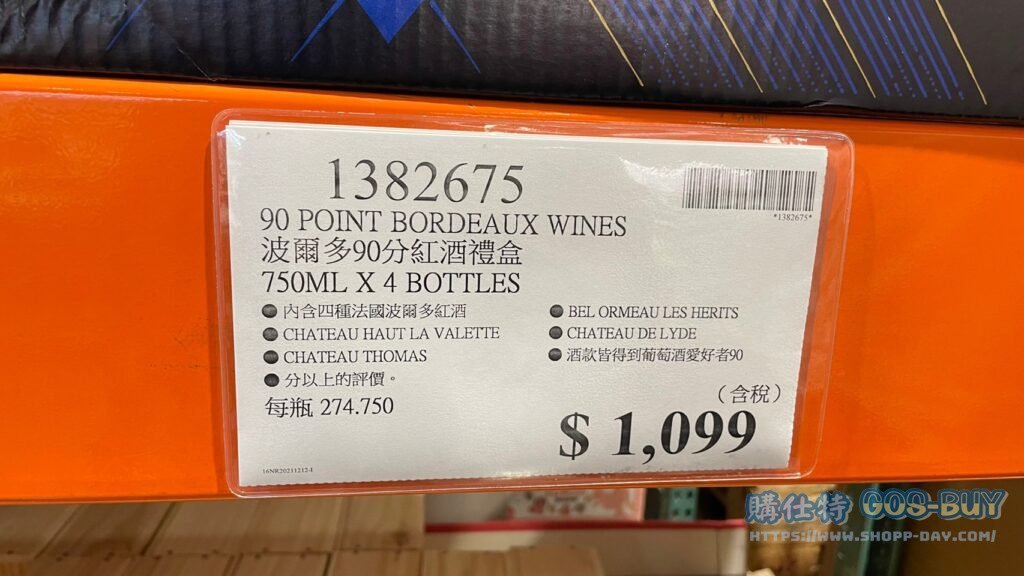 1382675
*1382675*
90 POINT BORDEAUX WINES
波爾多90分紅酒禮盒
750ML X 4 BOTTLES
●內含四種法國波爾多紅酒
●BEL ORMEAU LES HERITS
●CHATEAU HAUT LA VALETTE
●CHATEAU DE LYDE
●CHATEAU THOMAS
●酒款皆得到葡萄酒愛好者90
●分以上的評價。
每瓶 274.750
（含稅）
$ 1,099
16NR20211212-I
購仕特 GOS-BUY
HTTPS://WWW.SHOPP-DAY.COM/